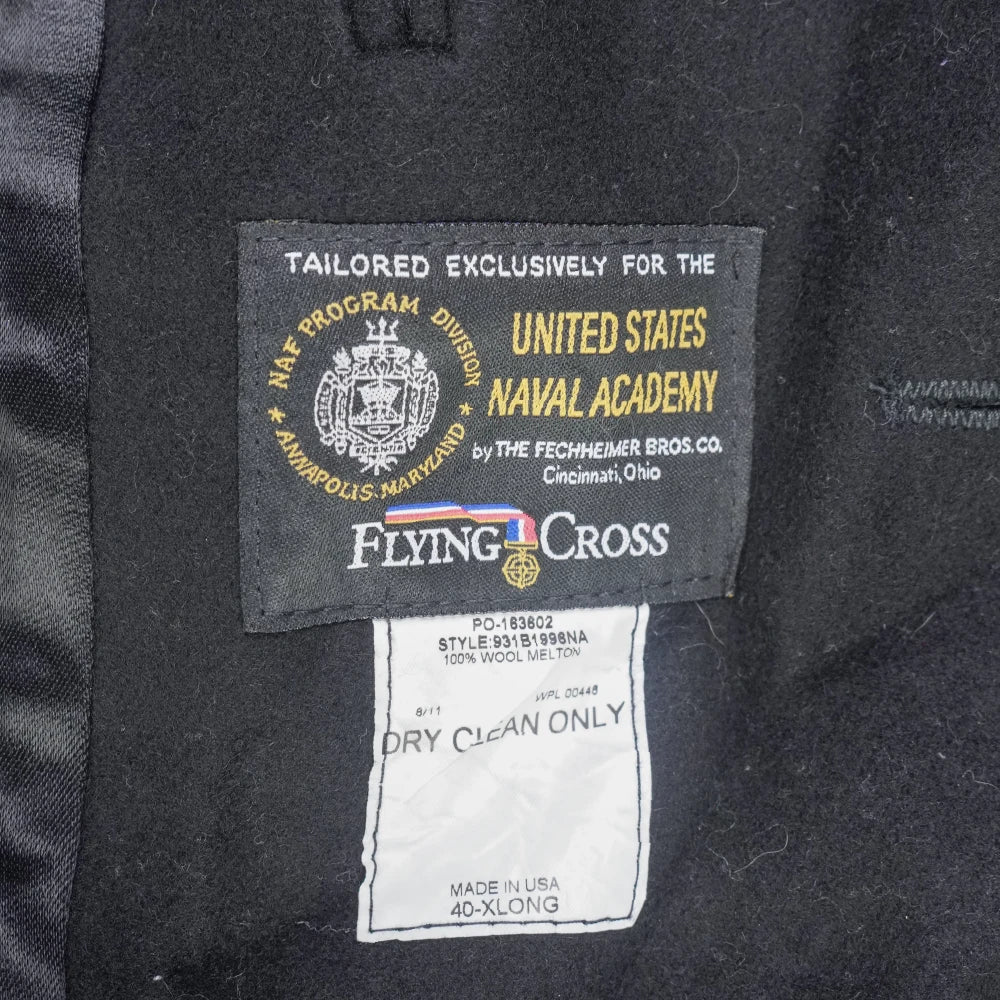 TAILORED EXCLUSIVELY FOR THE
* NAF PROGRAM DIVISION *
ANNAPOLIS, MARYLAND
UNITED STATES
NAVAL ACADEMY
by THE FECHHEIMER BROS. CO.
Cincinnati, Ohio
FLYING CROSS
PO-163602
STYLE:931B1996NA
100% WOOL MELTON
8/11 WPL 00448
DRY CLEAN ONLY
MADE IN USA
40-XLONG